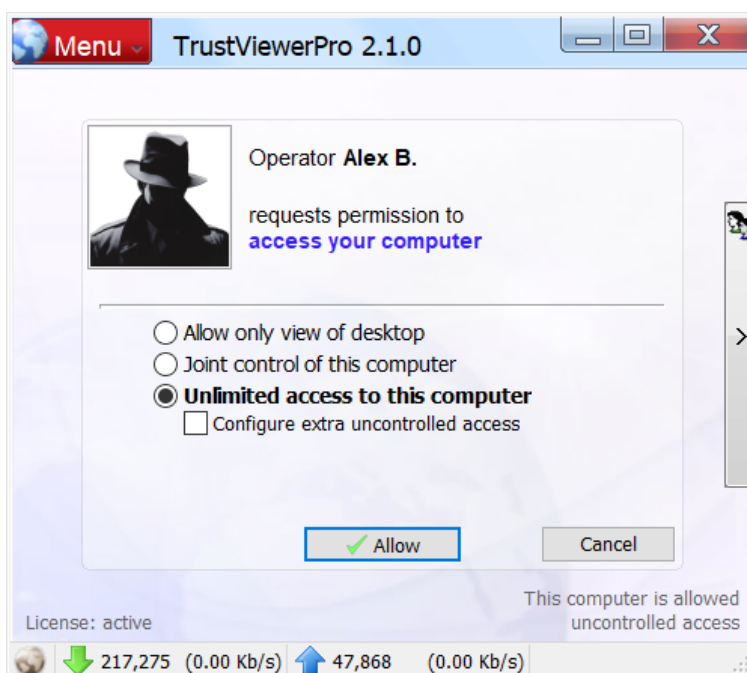 Menu
TrustViewerPro 2.1.0
Operator Alex B.
requests permission to
access your computer
Allow only view of desktop
Joint control of this computer
Unlimited access to this computer
Configure extra uncontrolled access
Allow
Cancel
This computer is allowed
uncontrolled access
License: active
217,275 (0.00 Kb/s) 47,868 (0.00 Kb/s)